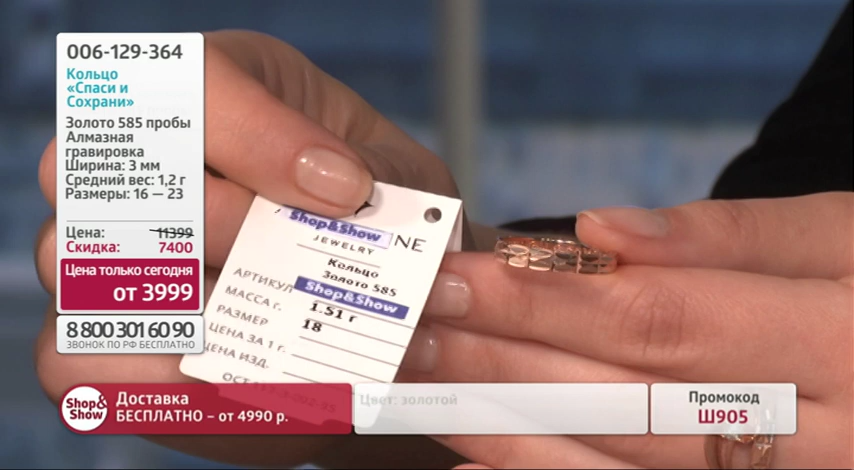 006-129-364
Кольцо
«Спаси и
Сохрани»
Золото 585 пробы
Алмазная
гравировка
Ширина: 3 мм
Средний вес: 1,2 г
Размеры: 16 — 23
Цена: 11399
Скидка: 7400
Цена только сегодня
от 3999
8 800 301 60 90
ЗВОНОК ПО РФ БЕСПЛАТНО
Shop&Show
NE
JEWELRY
Кольцо
Золото 585
АРТИКУЛ Shop&Show
МАССА г. 1.51 г
РАЗМЕР 18
ЦЕНА ЗА 1 г.
ЦЕНА ИЗД.
Shop&
Show
Доставка
БЕСПЛАТНО – от 4990 р.
Цвет: золотой
Промокод
Ш905